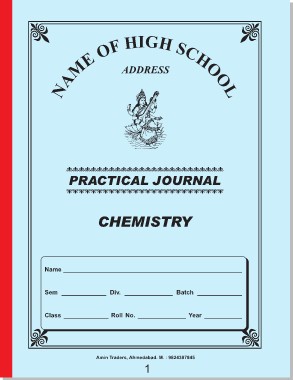 NAME OF HIGH SCHOOL
ADDRESS
PRACTICAL JOURNAL
CHEMISTRY
Name
Sem Div. Batch
Class Roll No. Year
Amin Traders, Ahmedabad. M. : 9824387845
1